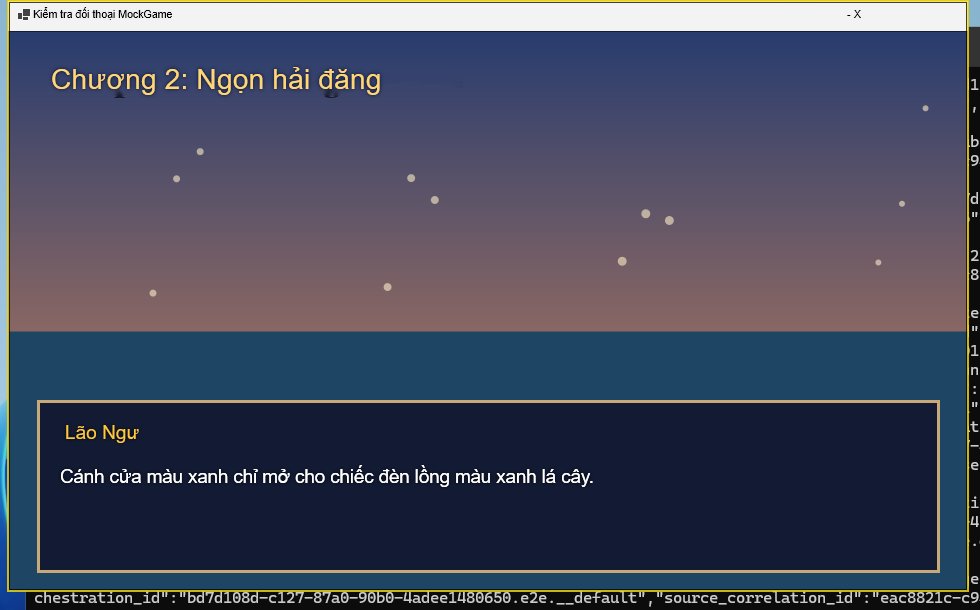 Kiểm tra đối thoại MockGame
- X
Chương 2: Ngọn hải đăng
Lão Ngư
Cánh cửa màu xanh chỉ mở cho chiếc đèn lồng màu xanh lá cây.
chestration_id":"bd7d108d-c127-87a0-90b0-4adee1480650.e2e.__default","source_correlation_id":"eac8821c-c9